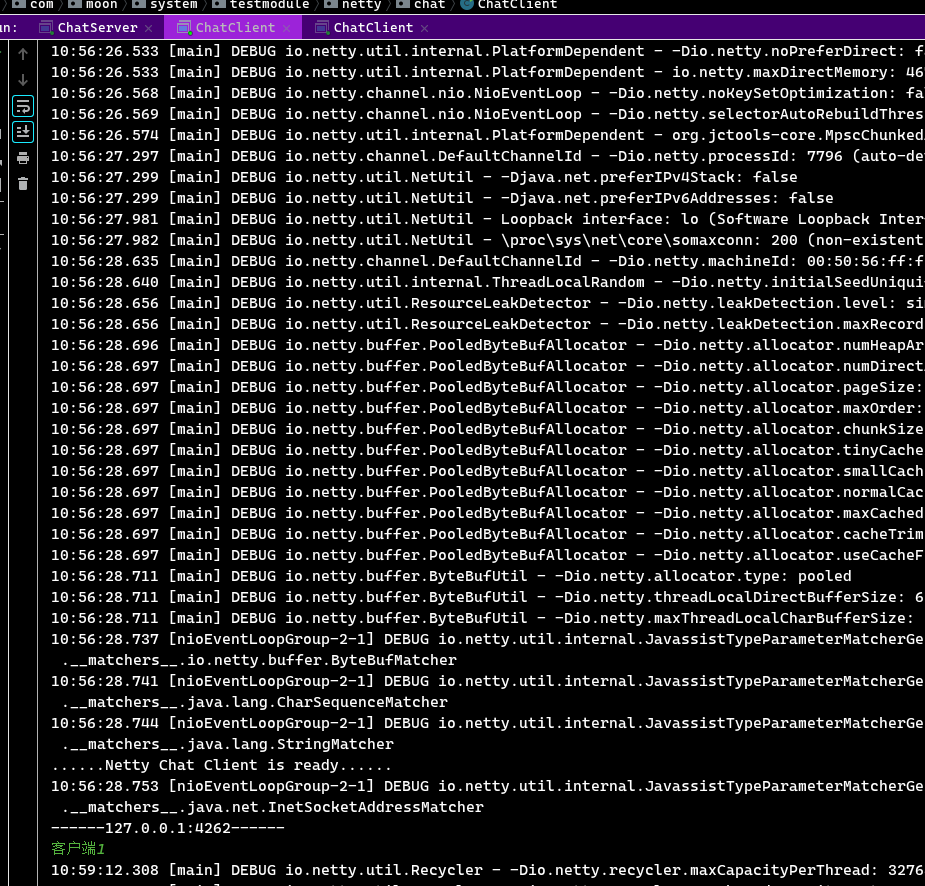 com moon system testmodule netty chat ChatClient
un: ChatServer × ChatClient × ChatClient ×
10:56:26.533 [main] DEBUG io.netty.util.internal.PlatformDependent - -Dio.netty.noPreferDirect: f
10:56:26.533 [main] DEBUG io.netty.util.internal.PlatformDependent - io.netty.maxDirectMemory: 46
10:56:26.568 [main] DEBUG io.netty.channel.nio.NioEventLoop - -Dio.netty.noKeySetOptimization: fa
10:56:26.569 [main] DEBUG io.netty.channel.nio.NioEventLoop - -Dio.netty.selectorAutoRebuildThres
10:56:26.574 [main] DEBUG io.netty.util.internal.PlatformDependent - org.jctools-core.MpscChunked
10:56:27.297 [main] DEBUG io.netty.channel.DefaultChannelId - -Dio.netty.processId: 7796 (auto-de
10:56:27.299 [main] DEBUG io.netty.util.NetUtil - -Djava.net.preferIPv4Stack: false
10:56:27.299 [main] DEBUG io.netty.util.NetUtil - -Djava.net.preferIPv6Addresses: false
10:56:27.981 [main] DEBUG io.netty.util.NetUtil - Loopback interface: lo (Software Loopback Inter
10:56:27.982 [main] DEBUG io.netty.util.NetUtil - \proc\sys\net\core\somaxconn: 200 (non-existent
10:56:28.635 [main] DEBUG io.netty.channel.DefaultChannelId - -Dio.netty.machineId: 00:50:56:ff:f
10:56:28.640 [main] DEBUG io.netty.util.internal.ThreadLocalRandom - -Dio.netty.initialSeedUniqui
10:56:28.656 [main] DEBUG io.netty.util.ResourceLeakDetector - -Dio.netty.leakDetection.level: si
10:56:28.656 [main] DEBUG io.netty.util.ResourceLeakDetector - -Dio.netty.leakDetection.maxRecord
10:56:28.696 [main] DEBUG io.netty.buffer.PooledByteBufAllocator - -Dio.netty.allocator.numHeapAr
10:56:28.697 [main] DEBUG io.netty.buffer.PooledByteBufAllocator - -Dio.netty.allocator.numDirect
10:56:28.697 [main] DEBUG io.netty.buffer.PooledByteBufAllocator - -Dio.netty.allocator.pageSize:
10:56:28.697 [main] DEBUG io.netty.buffer.PooledByteBufAllocator - -Dio.netty.allocator.maxOrder:
10:56:28.697 [main] DEBUG io.netty.buffer.PooledByteBufAllocator - -Dio.netty.allocator.chunkSize
10:56:28.697 [main] DEBUG io.netty.buffer.PooledByteBufAllocator - -Dio.netty.allocator.tinyCache
10:56:28.697 [main] DEBUG io.netty.buffer.PooledByteBufAllocator - -Dio.netty.allocator.smallCach
10:56:28.697 [main] DEBUG io.netty.buffer.PooledByteBufAllocator - -Dio.netty.allocator.normalCac
10:56:28.697 [main] DEBUG io.netty.buffer.PooledByteBufAllocator - -Dio.netty.allocator.maxCached
10:56:28.697 [main] DEBUG io.netty.buffer.PooledByteBufAllocator - -Dio.netty.allocator.cacheTrim
10:56:28.697 [main] DEBUG io.netty.buffer.PooledByteBufAllocator - -Dio.netty.allocator.useCacheF
10:56:28.711 [main] DEBUG io.netty.buffer.ByteBufUtil - -Dio.netty.allocator.type: pooled
10:56:28.711 [main] DEBUG io.netty.buffer.ByteBufUtil - -Dio.netty.threadLocalDirectBufferSize: 6
10:56:28.711 [main] DEBUG io.netty.buffer.ByteBufUtil - -Dio.netty.maxThreadLocalCharBufferSize:
10:56:28.737 [nioEventLoopGroup-2-1] DEBUG io.netty.util.internal.JavassistTypeParameterMatcherGe
.__matchers__.io.netty.buffer.ByteBufMatcher
10:56:28.741 [nioEventLoopGroup-2-1] DEBUG io.netty.util.internal.JavassistTypeParameterMatcherGe
.__matchers__.java.lang.CharSequenceMatcher
10:56:28.744 [nioEventLoopGroup-2-1] DEBUG io.netty.util.internal.JavassistTypeParameterMatcherGe
.__matchers__.java.lang.StringMatcher
......Netty Chat Client is ready......
10:56:28.753 [nioEventLoopGroup-2-1] DEBUG io.netty.util.internal.JavassistTypeParameterMatcherGe
.__matchers__.java.net.InetSocketAddressMatcher
------127.0.0.1:4262------
客户端1
10:59:12.308 [main] DEBUG io.netty.util.Recycler - -Dio.netty.recycler.maxCapacityPerThread: 3276